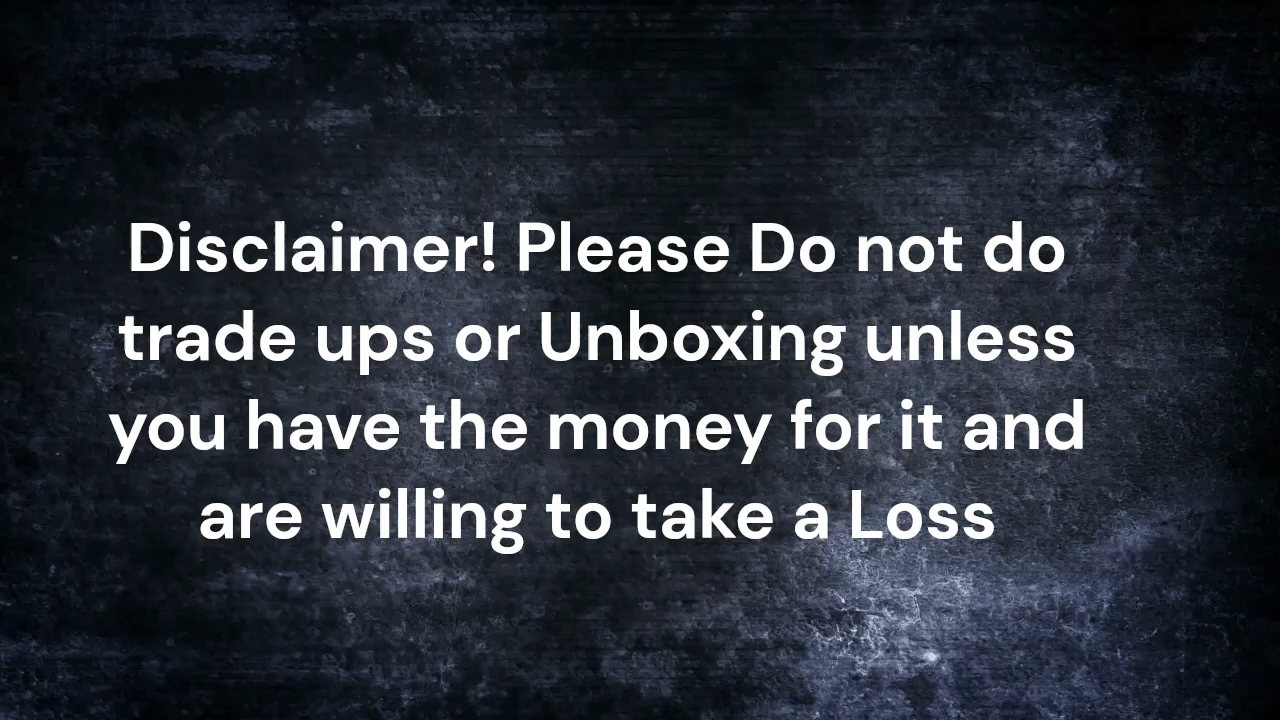 Disclaimer! Please Do not do
trade ups or Unboxing unless
you have the money for it and
are willing to take a Loss